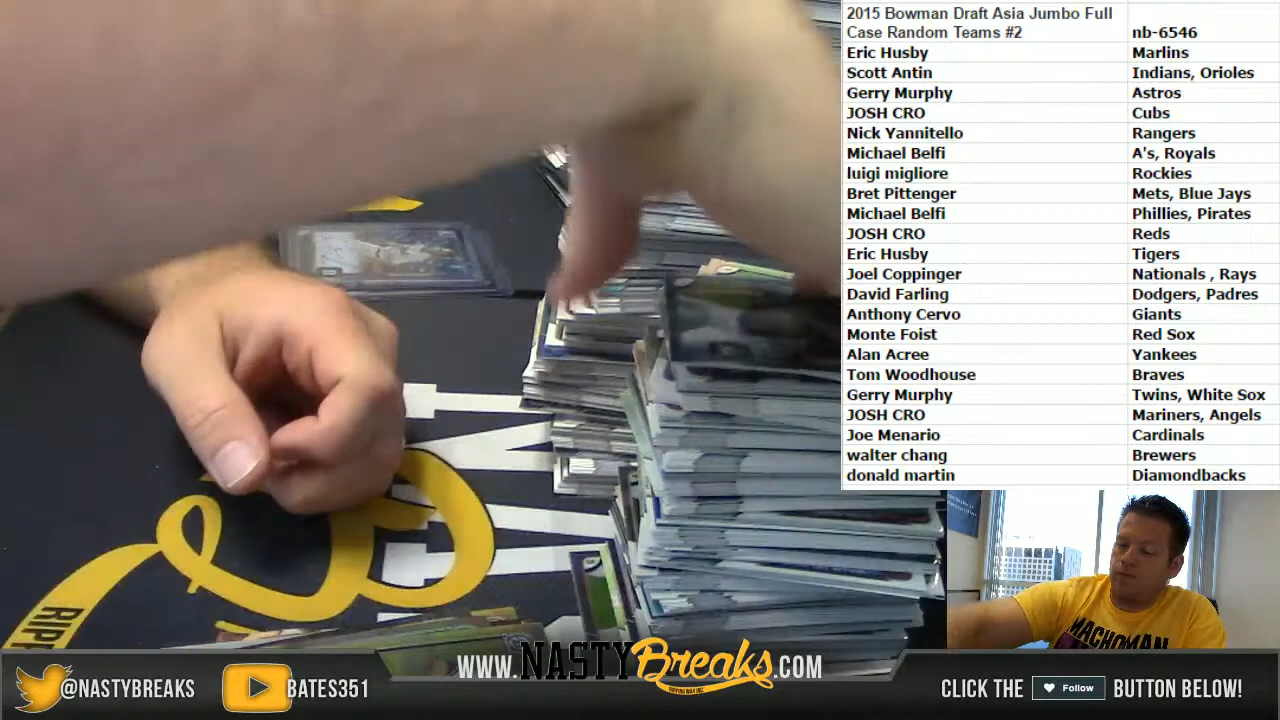 2015 Bowman Draft Asia Jumbo Full
Case Random Teams #2 nb-6546
Eric Husby Marlins
Scott Antin Indians, Orioles
Gerry Murphy Astros
JOSH CRO Cubs
Nick Yannitello Rangers
Michael Belfi A's, Royals
luigi migliore Rockies
Bret Pittenger Mets, Blue Jays
Michael Belfi Phillies, Pirates
JOSH CRO Reds
Eric Husby Tigers
Joel Coppinger Nationals , Rays
David Farling Dodgers, Padres
Anthony Cervo Giants
Monte Foist Red Sox
Alan Acree Yankees
Tom Woodhouse Braves
Gerry Murphy Twins, White Sox
JOSH CRO Mariners, Angels
Joe Menario Cardinals
walter chang Brewers
donald martin Diamondbacks
MACHOMAN
RIPP
@NASTYBREAKS
BATES351
WWW.NASTYBreaks.COM
RIPPING WAX INC
CLICK THE Follow BUTTON BELOW!